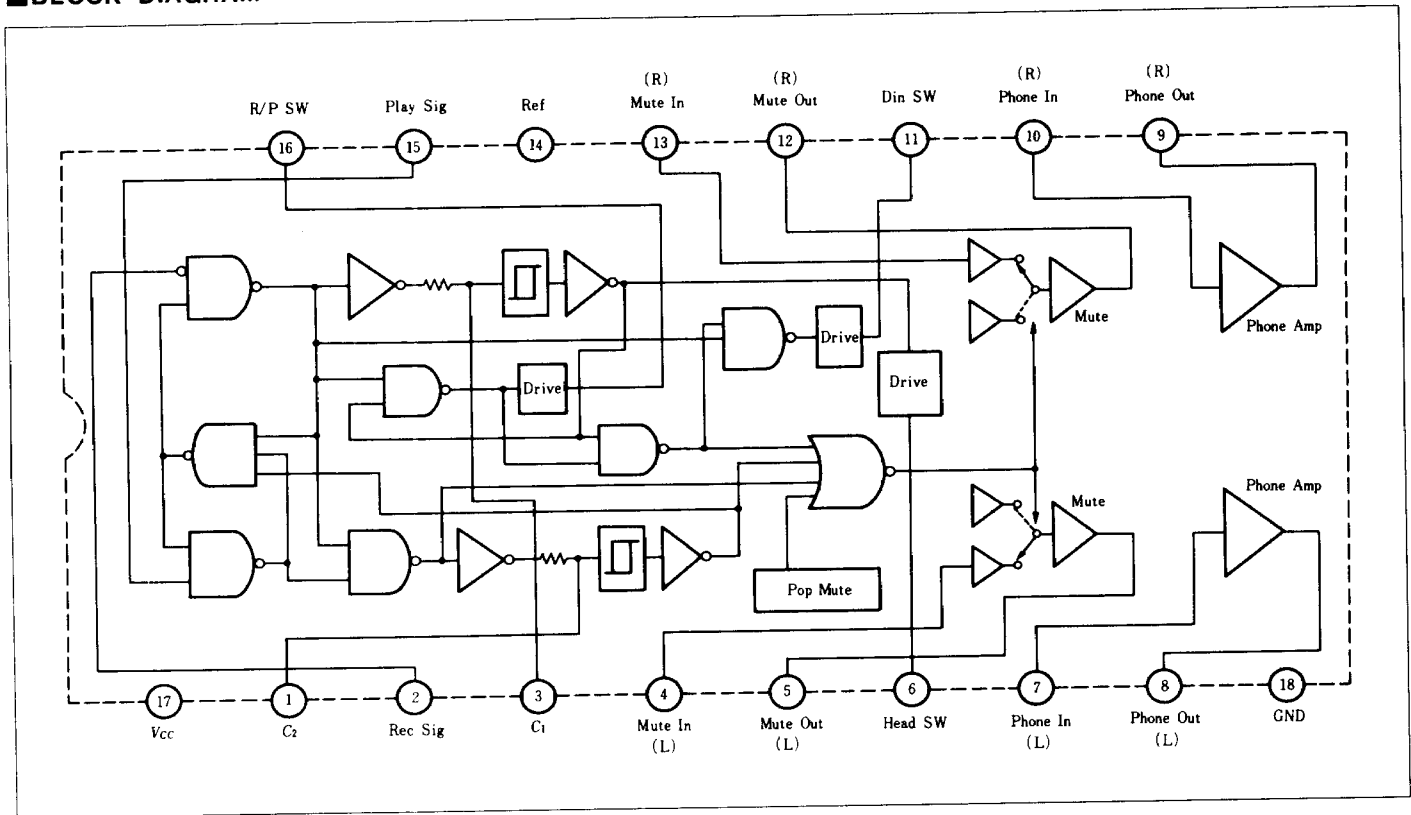 ■BLOCK DIAGRAM
(R)
(R)
(R)
(R)
R/P SW
Play Sig
Ref
Mute In
Mute Out
Din SW
Phone In
Phone Out
16
15
14
13
12
11
10
9
Mute
Phone Amp
Drive
Drive
Drive
Mute
Phone Amp
Pop Mute
17
1
2
3
4
5
6
7
8
18
Vcc
C2
Rec Sig
C1
Mute In
(L)
Mute Out
(L)
Head SW
Phone In
(L)
Phone Out
(L)
GND